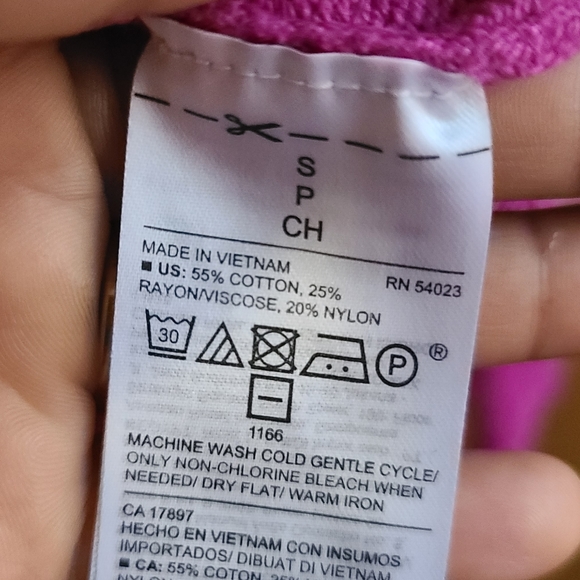 S
P
CH
MADE IN VIETNAM RN 54023
■ US: 55% COTTON, 25%
RAYON/VISCOSE, 20% NYLON
30
P ®
1166
MACHINE WASH COLD GENTLE CYCLE/
ONLY NON-CHLORINE BLEACH WHEN
NEEDED/ DRY FLAT/ WARM IRON
CA 17897
HECHO EN VIETNAM CON INSUMOS
IMPORTADOS/ DIBUAT DI VIETNAM
■ CA: 55% COTON,